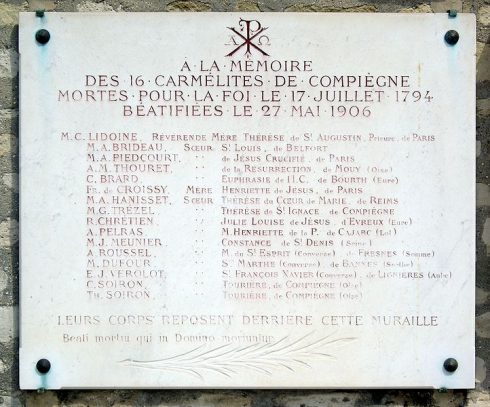 Α Ω
À LA MÉMOIRE
DES·16·CARMÉLITES·DE·COMPIÈGNE
MORTES·POUR·LA·FOI·LE·17·JUILLET·1794
BÉATIFIÉES·LE·27·MAI·1906
M.C. LIDOINE, RÉVÉRENDE MÈRE THÉRÈSE de St AUGUSTIN, Prieure, de PARIS
M.A. BRIDEAU, SŒUR St LOUIS, de BELFORT
M.A. PIEDCOURT, " de JÉSUS CRUCIFIÉ, de PARIS
A.M. THOURET, " de la RÉSURRECTION, de MOUY (Oise)
C. BRARD, " EUPHRASIE de l'I.C. de BOURTH (Eure)
Fe. de CROISSY, MÈRE HENRIETTE de JÉSUS, de PARIS
M.A. HANISSET, SŒUR THÉRÈSE du CŒUR de MARIE, de REIMS
M.G. TRÉZEL, " THÉRÈSE de St IGNACE de COMPIÈGNE
R. CHRÉTIEN, " JULIE LOUISE de JÉSUS, d'EVREUX (Eure)
A. PELRAS, " M. HENRIETTE de la P. de CAJARC (Lot)
M.J. MEUNIER, " CONSTANCE de St DENIS (Seine)
A. ROUSSEL, " M. du St ESPRIT (Converse) de FRESNES (Somme)
M. DUFOUR, " Ste MARTHE (Converse), de BANNES (Sarthe)
E.J. VÉROLOT, " St FRANÇOIS XAVIER (Converse), de LIGNIÈRES (Aube)
C. SOIRON, " TOURIÈRE, de COMPIÈGNE (Oise)
Th. SOIRON, " TOURIÈRE, de COMPIÈGNE (Oise)
LEURS CORPS REPOSENT DERRIÈRE CETTE MURAILLE
Beati mortui qui in Domino moriuntur